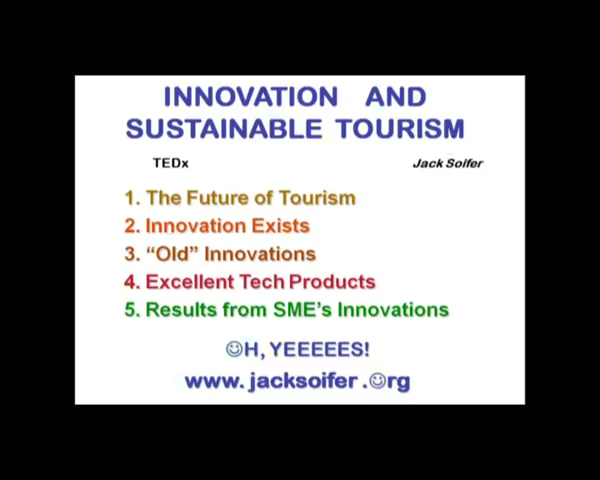 INNOVATION AND
SUSTAINABLE TOURISM
TEDx Jack Soifer
1. The Future of Tourism
2. Innovation Exists
3. “Old” Innovations
4. Excellent Tech Products
5. Results from SME’s Innovations
☺H, YEEEEES!
www. jacksoifer .☺rg